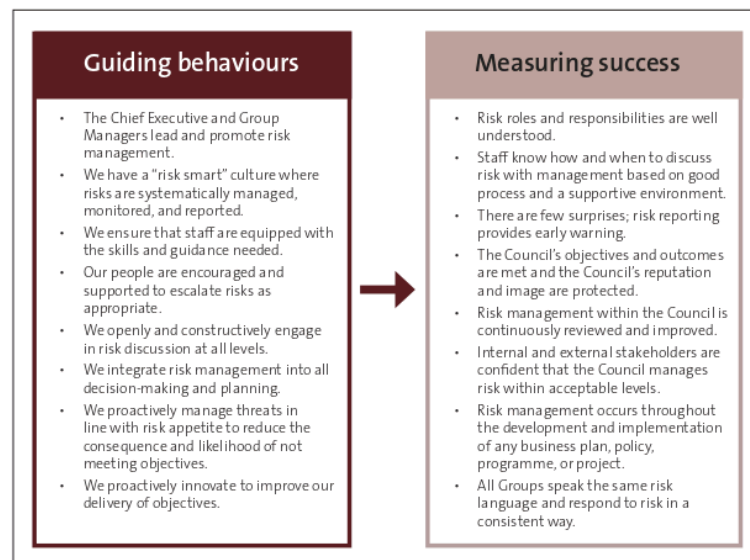 Guiding behaviours
• The Chief Executive and Group
Managers lead and promote risk
management.
• We have a “risk smart” culture where
risks are systematically managed,
monitored, and reported.
• We ensure that staff are equipped with
the skills and guidance needed.
• Our people are encouraged and
supported to escalate risks as
appropriate.
• We openly and constructively engage
in risk discussion at all levels.
• We integrate risk management into all
decision-making and planning.
• We proactively manage threats in
line with risk appetite to reduce the
consequence and likelihood of not
meeting objectives.
• We proactively innovate to improve our
delivery of objectives.
Measuring success
• Risk roles and responsibilities are well
understood.
• Staff know how and when to discuss
risk with management based on good
process and a supportive environment.
• There are few surprises; risk reporting
provides early warning.
• The Council’s objectives and outcomes
are met and the Council’s reputation
and image are protected.
• Risk management within the Council is
continuously reviewed and improved.
• Internal and external stakeholders are
confident that the Council manages
risk within acceptable levels.
• Risk management occurs throughout
the development and implementation
of any business plan, policy,
programme, or project.
• All Groups speak the same risk
language and respond to risk in a
consistent way.